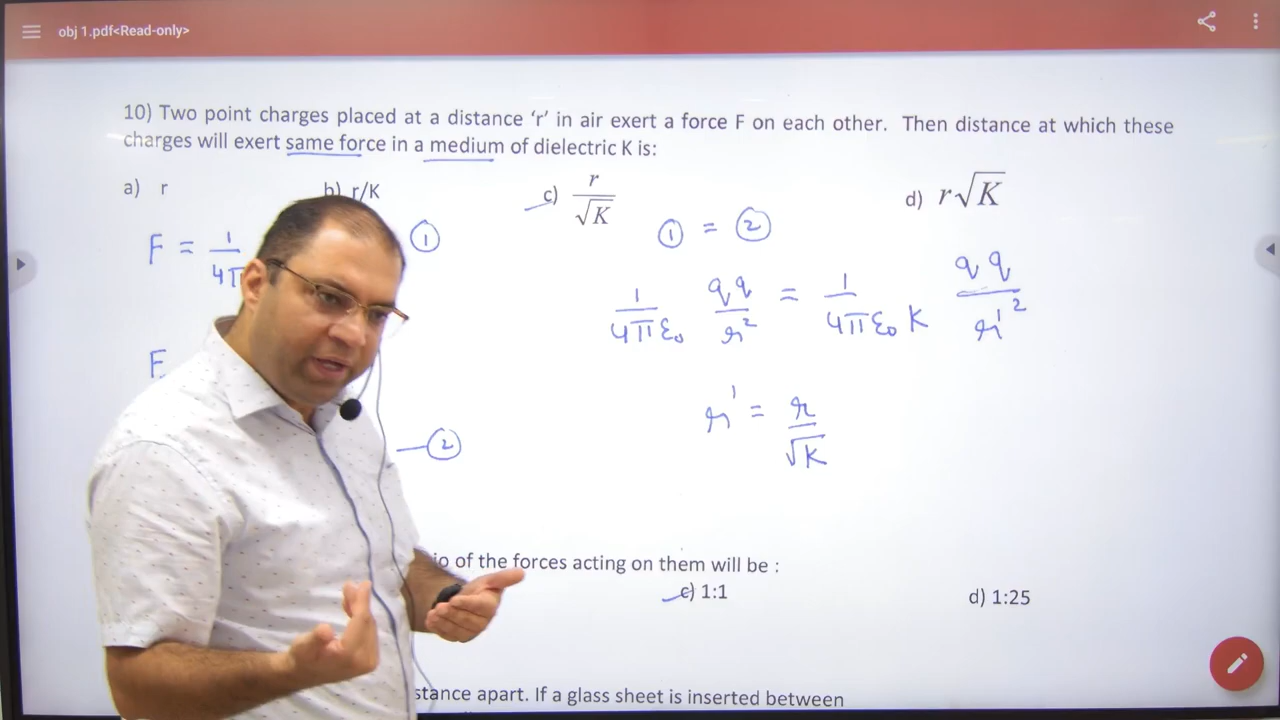 obj 1.pdf<Read-only>
10) Two point charges placed at a distance ‘r’ in air exert a force F on each other. Then distance at which these
charges will exert same force in a medium of dielectric K is:
a) r b) r/K c) r/√K d) r√K
① = ②
F = 1/4π ①
1/4πε₀ qq/r² = 1/4πε₀K qq/r'²
F
r' = r/√K
②
of the forces acting on them will be :
c) 1:1 d) 1:25
stance apart. If a glass sheet is inserted between